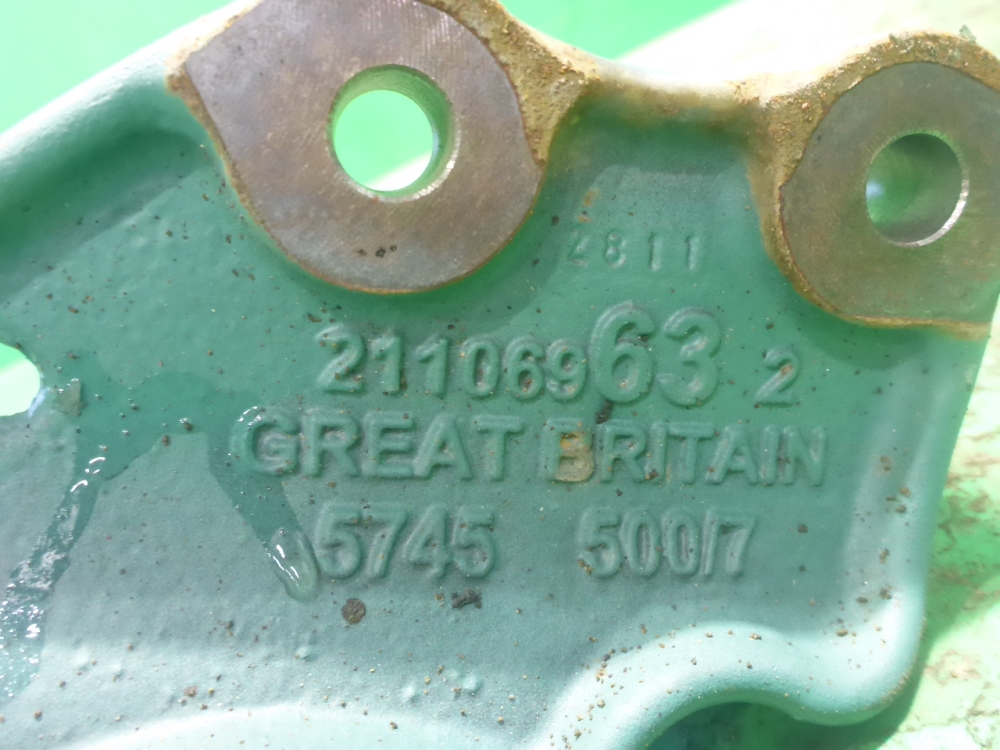 2811
21106963 2
GREAT BRITAIN
5745 500/7